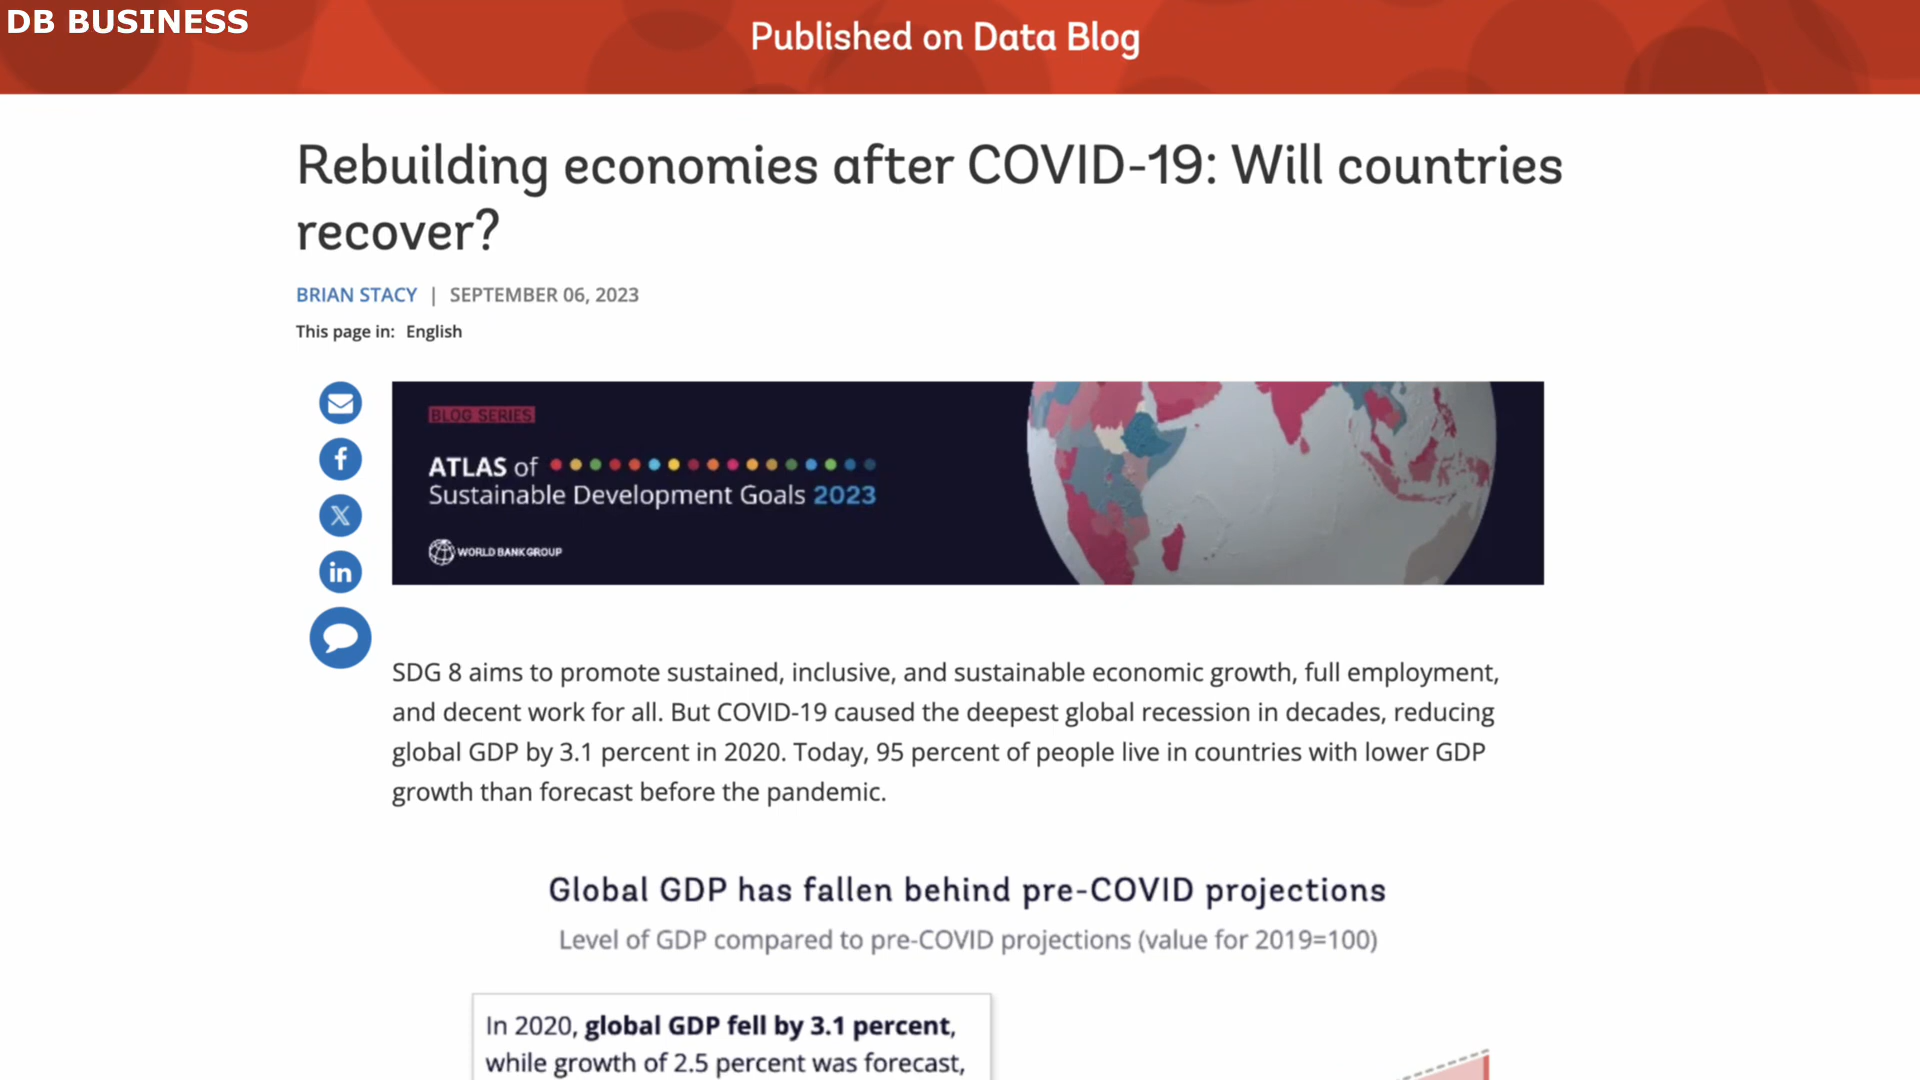 DB BUSINESS
Published on Data Blog
Rebuilding economies after COVID-19: Will countries
recover?
BRIAN STACY | SEPTEMBER 06, 2023
This page in: English
BLOG SERIES
ATLAS of
Sustainable Development Goals 2023
WORLD BANK GROUP
SDG 8 aims to promote sustained, inclusive, and sustainable economic growth, full employment,
and decent work for all. But COVID-19 caused the deepest global recession in decades, reducing
global GDP by 3.1 percent in 2020. Today, 95 percent of people live in countries with lower GDP
growth than forecast before the pandemic.
Global GDP has fallen behind pre-COVID projections
Level of GDP compared to pre-COVID projections (value for 2019=100)
In 2020, global GDP fell by 3.1 percent,
while growth of 2.5 percent was forecast,